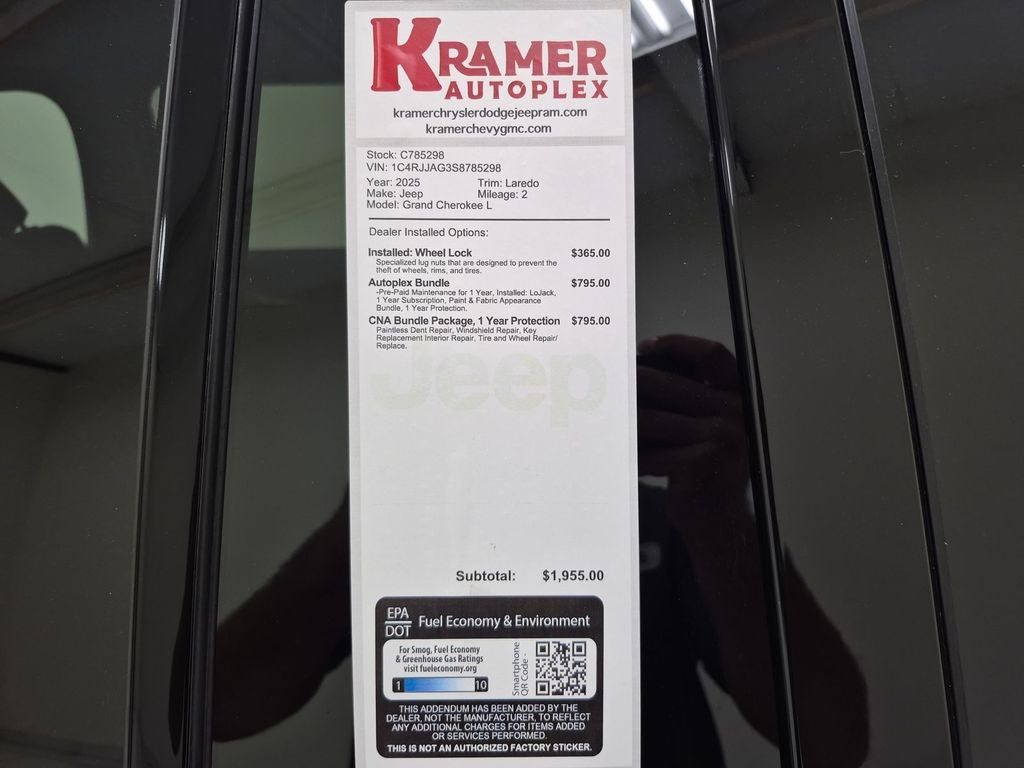 KRAMER
AUTOPLEX
kramerchryslerdodgejeepram.com
kramerchevygmc.com
Stock: C785298
VIN: 1C4RJJAG3S8785298
Year: 2025 Trim: Laredo
Make: Jeep Mileage: 2
Model: Grand Cherokee L
Dealer Installed Options:
Installed: Wheel Lock $365.00
Specialized lug nuts that are designed to prevent the
theft of wheels, rims, and tires.
Autoplex Bundle $795.00
-Pre-Paid Maintenance for 1 Year, Installed: LoJack,
1 Year Subscription, Paint & Fabric Appearance
Bundle, 1 Year Protection.
CNA Bundle Package, 1 Year Protection $795.00
Paintless Dent Repair, Windshield Repair, Key
Replacement Interior Repair, Tire and Wheel Repair/
Replace.
Jeep
Subtotal: $1,955.00
EPA
DOT Fuel Economy & Environment
For Smog, Fuel Economy
& Greenhouse Gas Ratings
visit fueleconomy.org
1 10
Smartphone
QR Code -
THIS ADDENDUM HAS BEEN ADDED BY THE
DEALER, NOT THE MANUFACTURER, TO REFLECT
ANY ADDITIONAL CHARGES FOR ITEMS ADDED
OR SERVICES PERFORMED.
THIS IS NOT AN AUTHORIZED FACTORY STICKER.